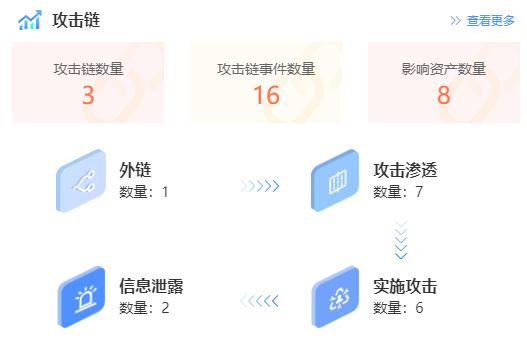 攻击链
查看更多
攻击链数量
攻击链事件数量
影响资产数量
3
16
8
外链
数量：1
攻击渗透
数量：7
信息泄露
数量：2
实施攻击
数量：6